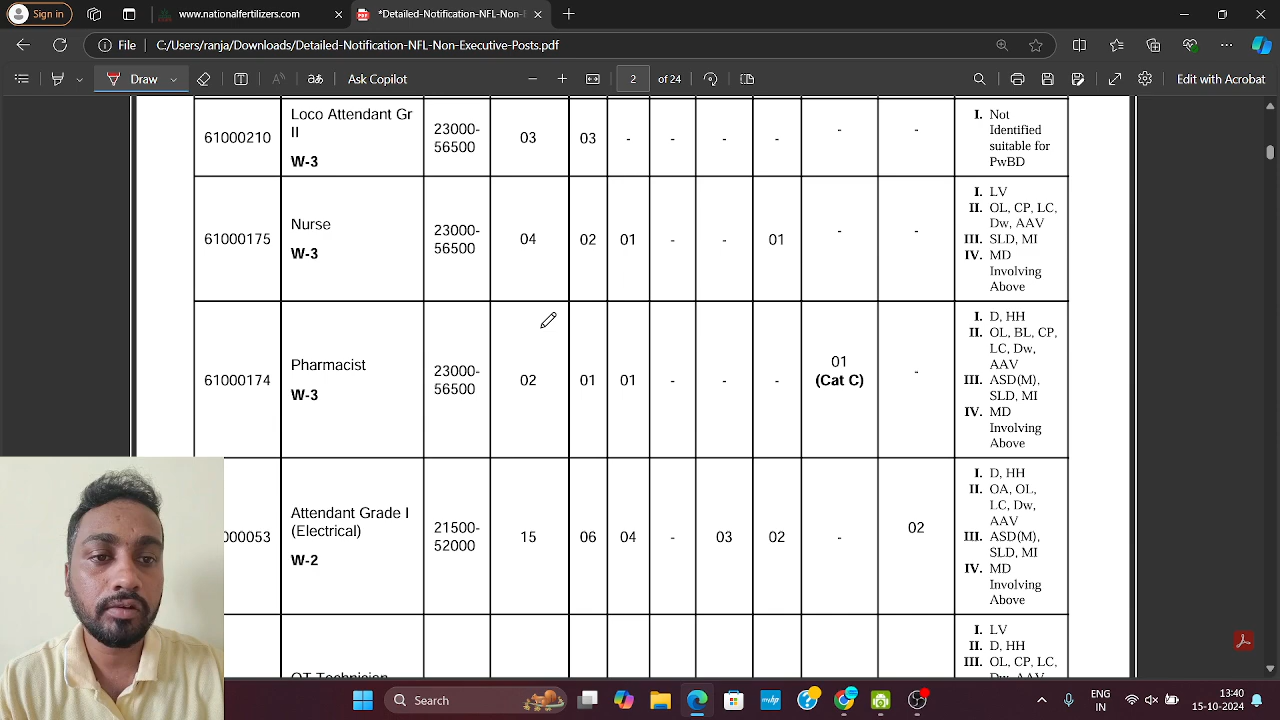 Sign in
www.nationalfertilizers.com
*Detailed-Notification-NFL-Non-E
File
C:/Users/ranja/Downloads/Detailed-Notification-NFL-Non-Executive-Posts.pdf
Draw
Ask Copilot
2 of 24
Edit with Acrobat
61000210
Loco Attendant Gr
II
W-3
23000-
56500
03
03
-
-
-
-
-
-
I. Not
Identified
suitable for
PwBD
61000175
Nurse
W-3
23000-
56500
04
02
01
-
-
01
-
-
I. LV
II. OL, CP, LC,
Dw, AAV
III. SLD, MI
IV. MD
Involving
Above
61000174
Pharmacist
W-3
23000-
56500
02
01
01
-
-
-
01
(Cat C)
-
I. D, HH
II. OL, BL, CP,
LC, Dw,
AAV
III. ASD(M),
SLD, MI
IV. MD
Involving
Above
000053
Attendant Grade I
(Electrical)
W-2
21500-
52000
15
06
04
-
03
02
-
02
I. D, HH
II. OA, OL,
LC, Dw,
AAV
III. ASD(M),
SLD, MI
IV. MD
Involving
Above
OT Technician
I. LV
II. D, HH
III. OL, CP, LC,
Dw, AAV
Search
ENG
IN
13:40
15-10-2024